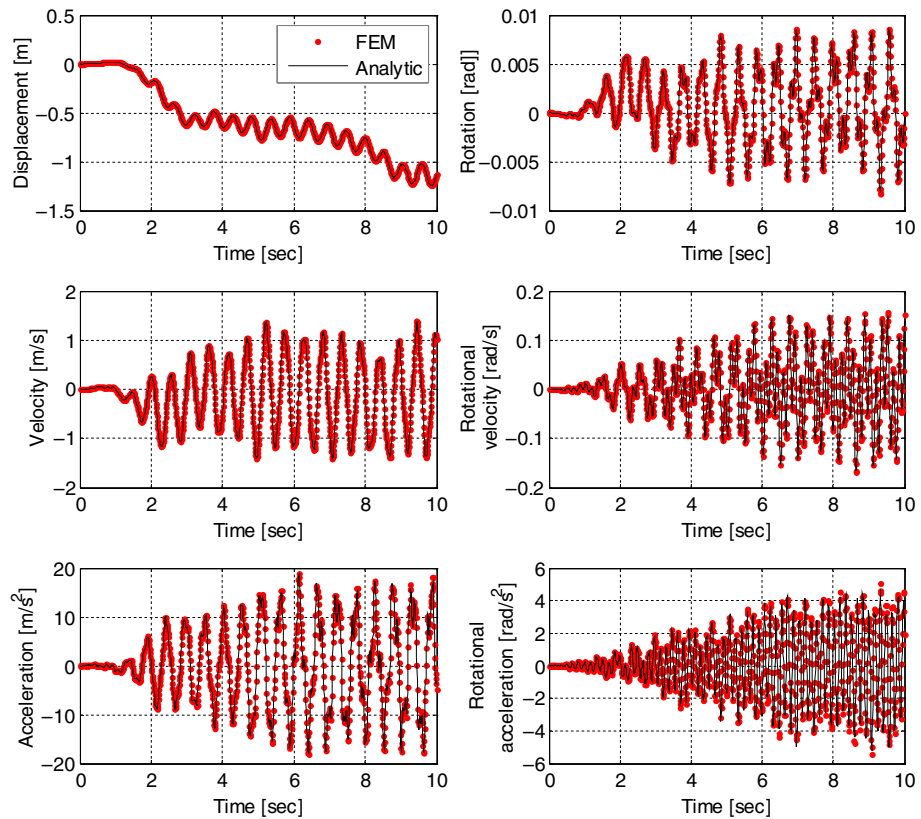 0.5
0
−0.5
−1
−1.5
Displacement [m]
FEM
Analytic
0 2 4 6 8 10
Time [sec]
0.01
0.005
0
−0.005
−0.01
Rotation [rad]]
0 2 4 6 8 10
Time [sec]
2
1
0
−1
−2
Velocity [m/s]
0 2 4 6 8 10
Time [sec]
0.2
0.1
0
−0.1
−0.2
Rotational
velocity [rad/s]
0 2 4 6 8 10
Time [sec]
20
10
0
−10
−20
Acceleration [m/s²]
0 2 4 6 8 10
Time [sec]
6
4
2
0
−2
−4
−6
Rotational
acceleration [rad/s²]
0 2 4 6 8 10
Time [sec]